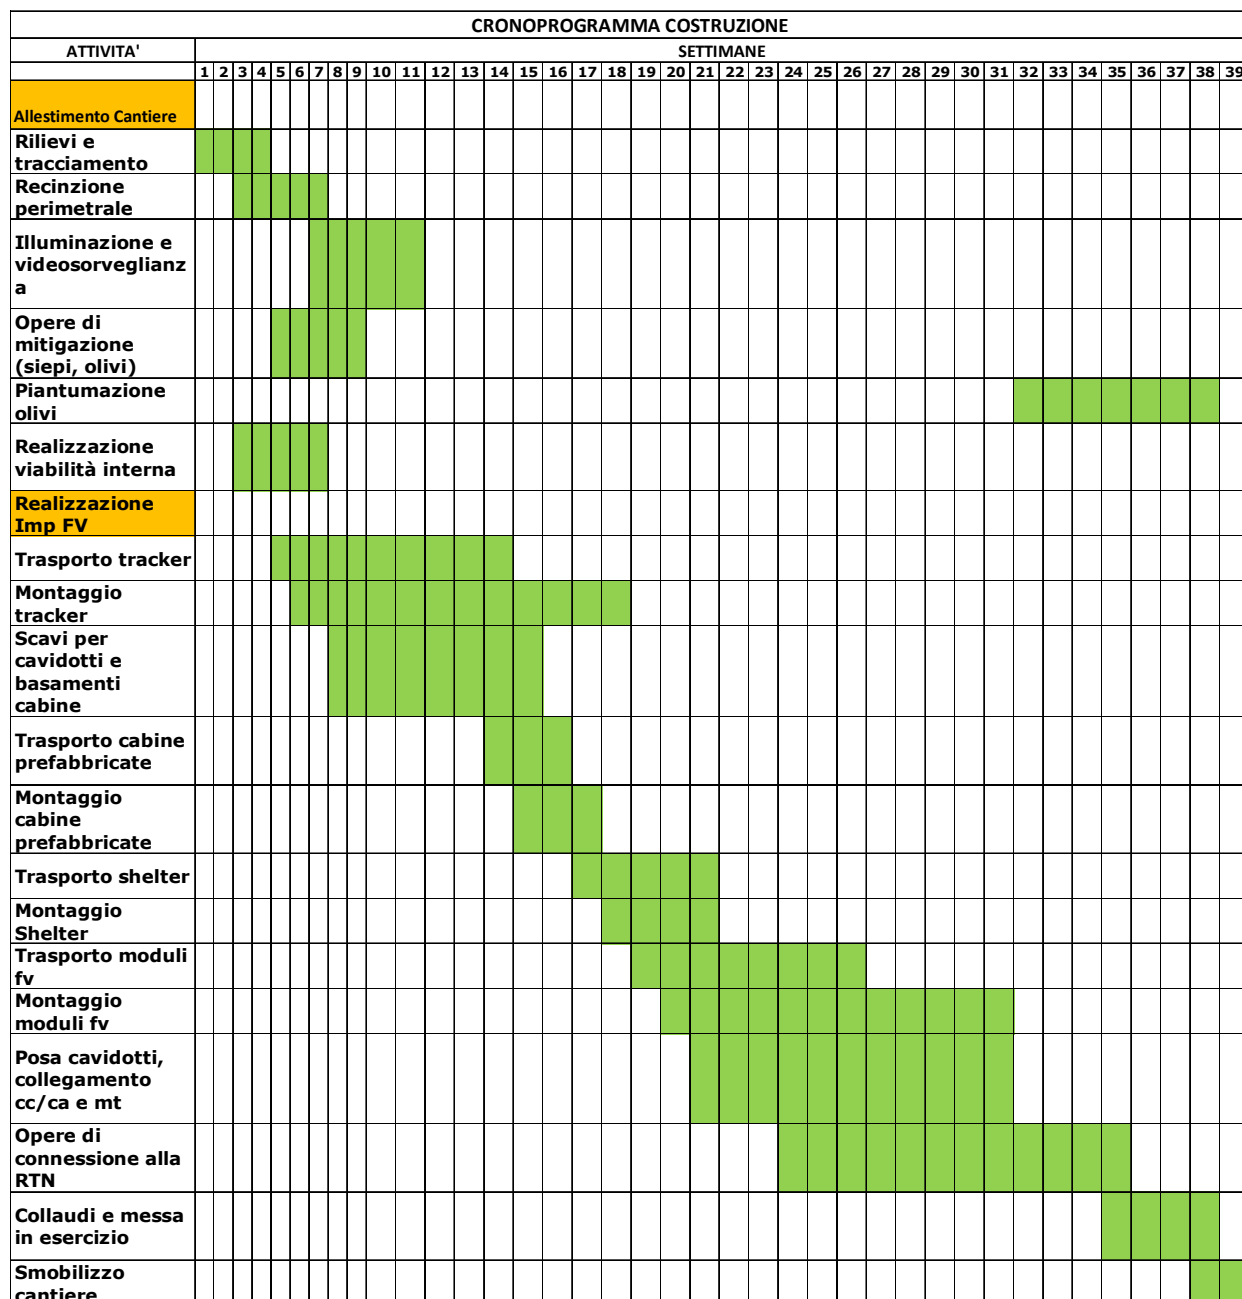 CRONOPROGRAMMA COSTRUZIONE
ATTIVITA' SETTIMANE
1 2 3 4 5 6 7 8 9 10 11 12 13 14 15 16 17 18 19 20 21 22 23 24 25 26 27 28 29 30 31 32 33 34 35 36 37 38 39
Allestimento Cantiere
Rilievi e
tracciamento
Recinzione
perimetrale
Illuminazione e
videosorveglianz
a
Opere di
mitigazione
(siepi, olivi)
Piantumazione
olivi
Realizzazione
viabilità interna
Realizzazione
Imp FV
Trasporto tracker
Montaggio
tracker
Scavi per
cavidotti e
basamenti
cabine
Trasporto cabine
prefabbricate
Montaggio
cabine
prefabbricate
Trasporto shelter
Montaggio
Shelter
Trasporto moduli
fv
Montaggio
moduli fv
Posa cavidotti,
collegamento
cc/ca e mt
Opere di
connessione alla
RTN
Collaudi e messa
in esercizio
Smobilizzo
cantiere